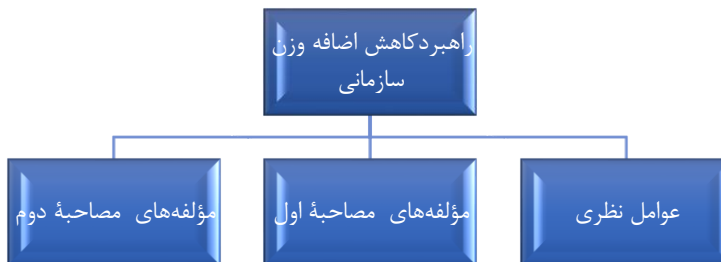 راهبردکاهش اضافه وزن
سازمانی
عوامل نظری
مؤلفه‌های مصاحبهٔ اول
مؤلفه‌های مصاحبهٔ دوم